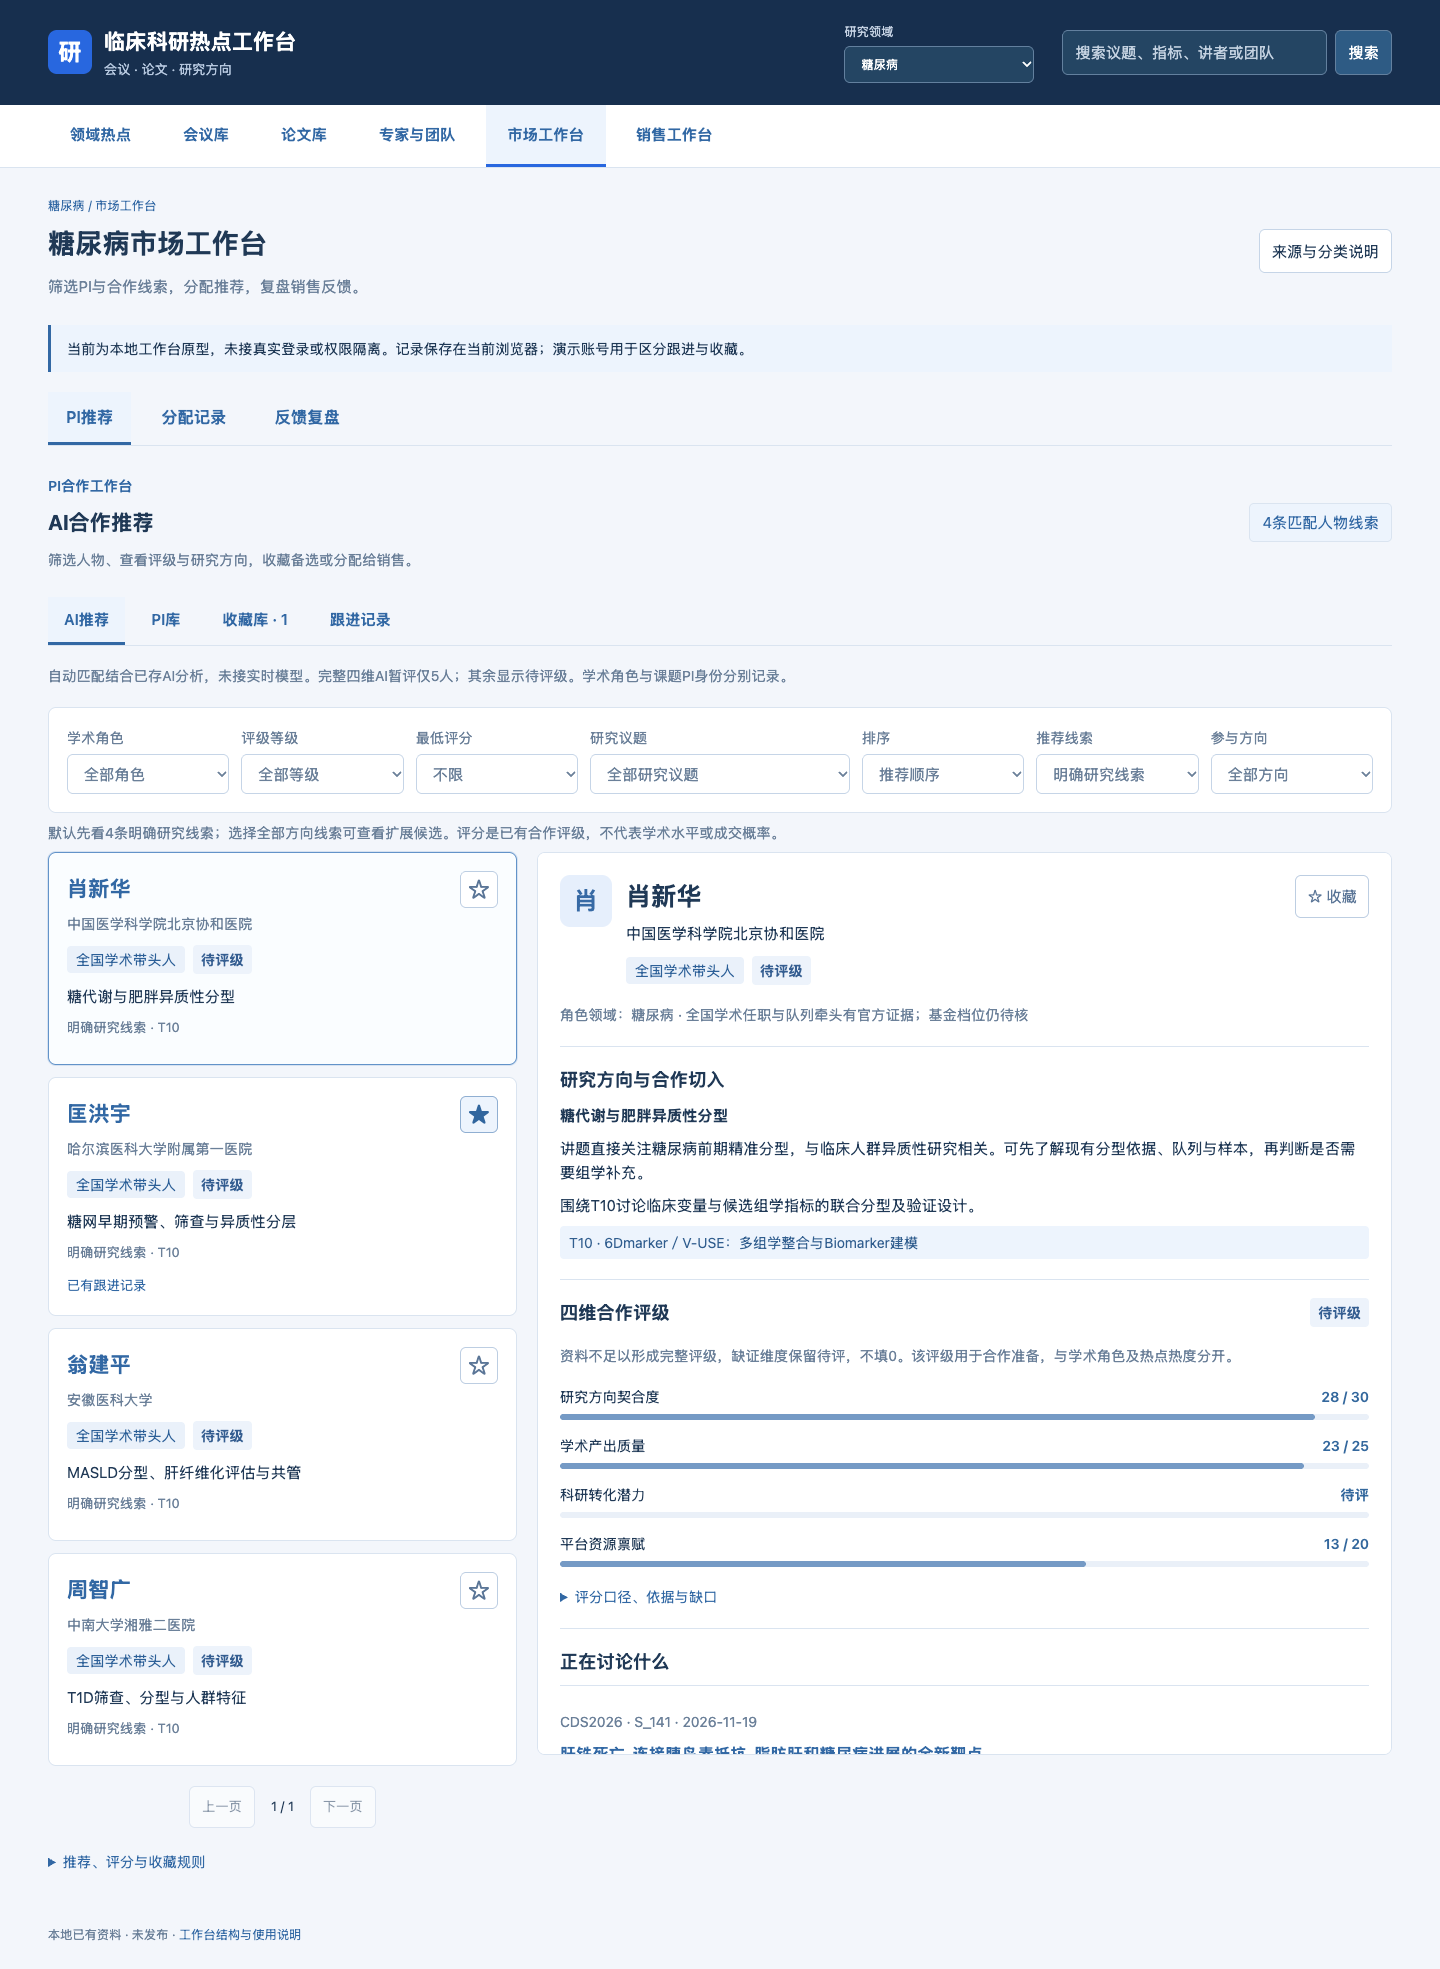 研
临床科研热点工作台
会议 · 论文 · 研究方向
研究领域
糖尿病
搜索议题、指标、讲者或团队
搜索
领域热点
会议库
论文库
专家与团队
市场工作台
销售工作台
糖尿病 / 市场工作台
糖尿病市场工作台
来源与分类说明
筛选PI与合作线索，分配推荐，复盘销售反馈。
当前为本地工作台原型，未接真实登录或权限隔离。记录保存在当前浏览器；演示账号用于区分跟进与收藏。
PI推荐
分配记录
反馈复盘
PI合作工作台
AI合作推荐
4条匹配人物线索
筛选人物、查看评级与研究方向，收藏备选或分配给销售。
AI推荐
PI库
收藏库 · 1
跟进记录
自动匹配结合已存AI分析，未接实时模型。完整四维AI暂评仅5人；其余显示待评级。学术角色与课题PI身份分别记录。
学术角色
评级等级
最低评分
研究议题
排序
推荐线索
参与方向
全部角色
全部等级
不限
全部研究议题
推荐顺序
明确研究线索
全部方向
默认先看4条明确研究线索；选择全部方向线索可查看扩展候选。评分是已有合作评级，不代表学术水平或成交概率。
肖新华
中国医学科学院北京协和医院
全国学术带头人
待评级
糖代谢与肥胖异质性分型
明确研究线索 · T10
匡洪宇
哈尔滨医科大学附属第一医院
全国学术带头人
待评级
糖网早期预警、筛查与异质性分层
明确研究线索 · T10
已有跟进记录
翁建平
安徽医科大学
全国学术带头人
待评级
MASLD分型、肝纤维化评估与共管
明确研究线索 · T10
周智广
中南大学湘雅二医院
全国学术带头人
待评级
T1D筛查、分型与人群特征
明确研究线索 · T10
上一页
1 / 1
下一页
肖
肖新华
☆ 收藏
中国医学科学院北京协和医院
全国学术带头人
待评级
角色领域：糖尿病 · 全国学术任职与队列牵头有官方证据；基金档位仍待核
研究方向与合作切入
糖代谢与肥胖异质性分型
讲题直接关注糖尿病前期精准分型，与临床人群异质性研究相关。可先了解现有分型依据、队列与样本，再判断是否需
要组学补充。
围绕T10讨论临床变量与候选组学指标的联合分型及验证设计。
T10 · 6Dmarker / V-USE：多组学整合与Biomarker建模
四维合作评级
待评级
资料不足以形成完整评级，缺证维度保留待评，不填0。该评级用于合作准备，与学术角色及热点热度分开。
研究方向契合度
28 / 30
学术产出质量
23 / 25
科研转化潜力
待评
平台资源禀赋
13 / 20
▶ 评分口径、依据与缺口
正在讨论什么
CDS2026 · S_141 · 2026-11-19
肝铁死亡-连接胰岛素抵抗、脂肪肝和糖尿病进展的全新靶点
▶ 推荐、评分与收藏规则
本地已有资料 · 未发布 · 工作台结构与使用说明